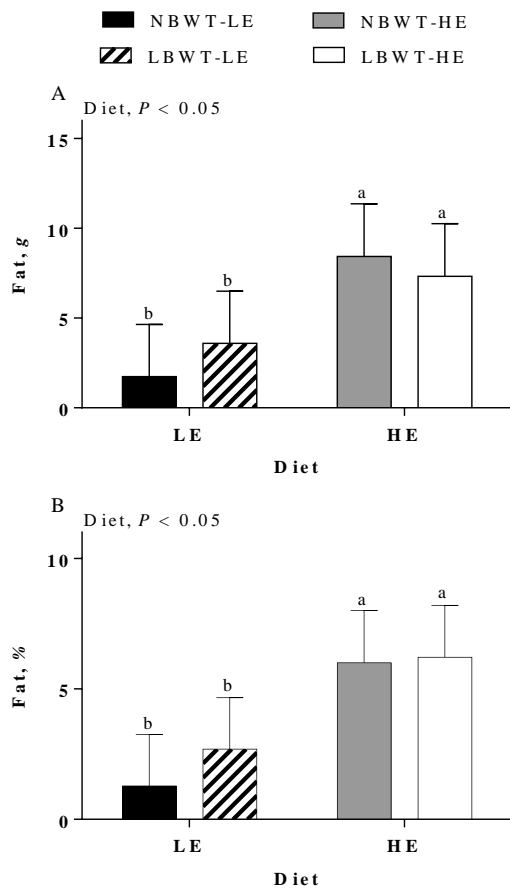 NBWT-LE NBWT-HE
LBWT-LE LBWT-HE
A
Diet, P < 0.05
15
10
5
0
Fat, g
b b a a
LE HE
Diet
B
Diet, P < 0.05
10
5
0
Fat, %
b b a a
LE HE
Diet